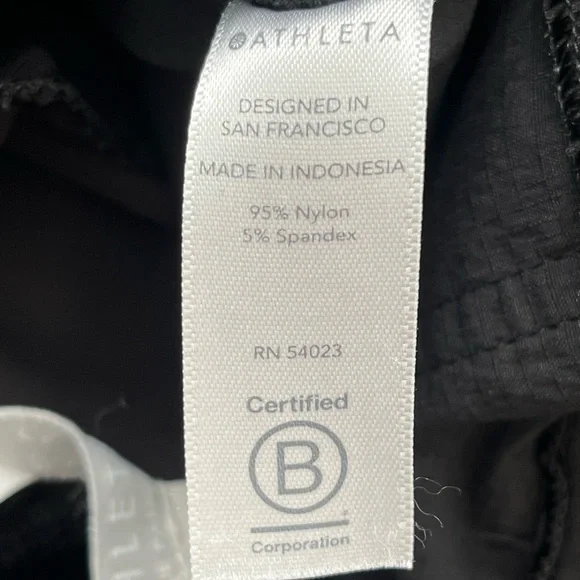 ATHLETA
DESIGNED IN
SAN FRANCISCO
MADE IN INDONESIA
95% Nylon
5% Spandex
RN 54023
Certified
B
Corporation